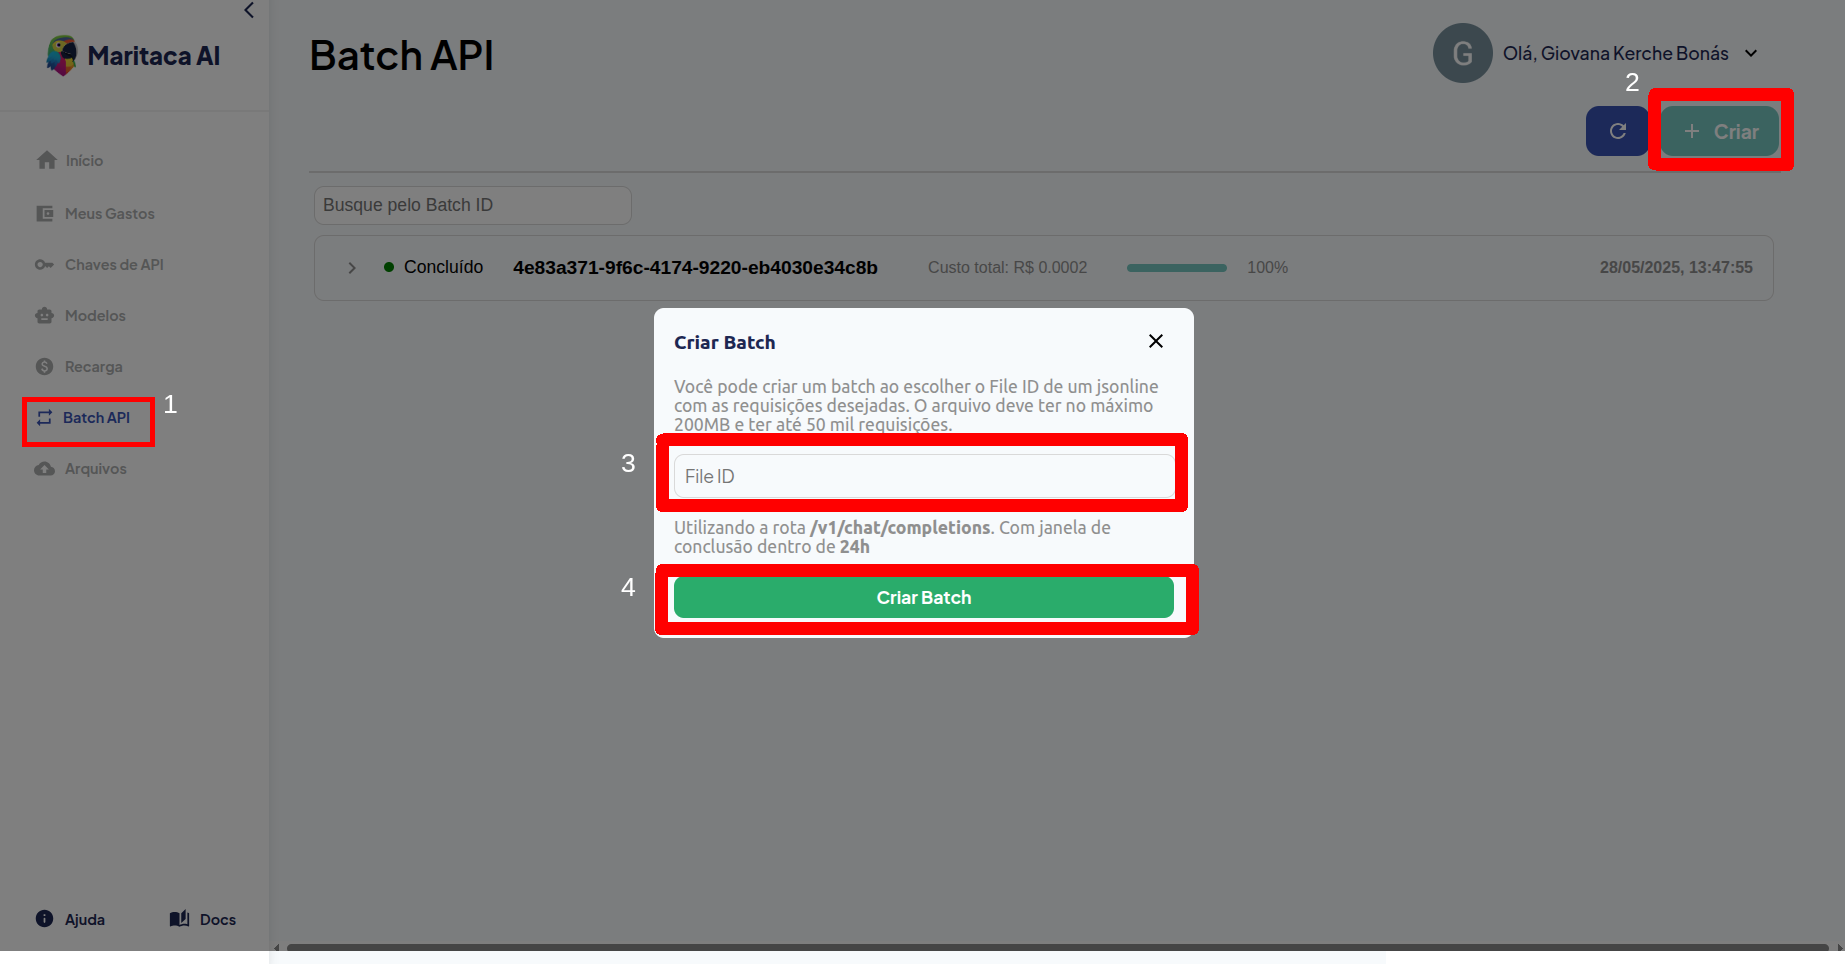 Maritaca AI
Batch API
G
Olá, Giovana Kerche Bonás
2
+ Criar
Início
Meus Gastos
Chaves de API
Modelos
Recarga
Batch API
1
Arquivos
Ajuda
Docs
Busque pelo Batch ID
Concluído 4e83a371-9f6c-4174-9220-eb4030e34c8b Custo total: R$ 0.0002 100% 28/05/2025, 13:47:55
Criar Batch
Você pode criar um batch ao escolher o File ID de um jsonline
com as requisições desejadas. O arquivo deve ter no máximo
200MB e ter até 50 mil requisições.
3
File ID
Utilizando a rota /v1/chat/completions. Com janela de
conclusão dentro de 24h
4
Criar Batch